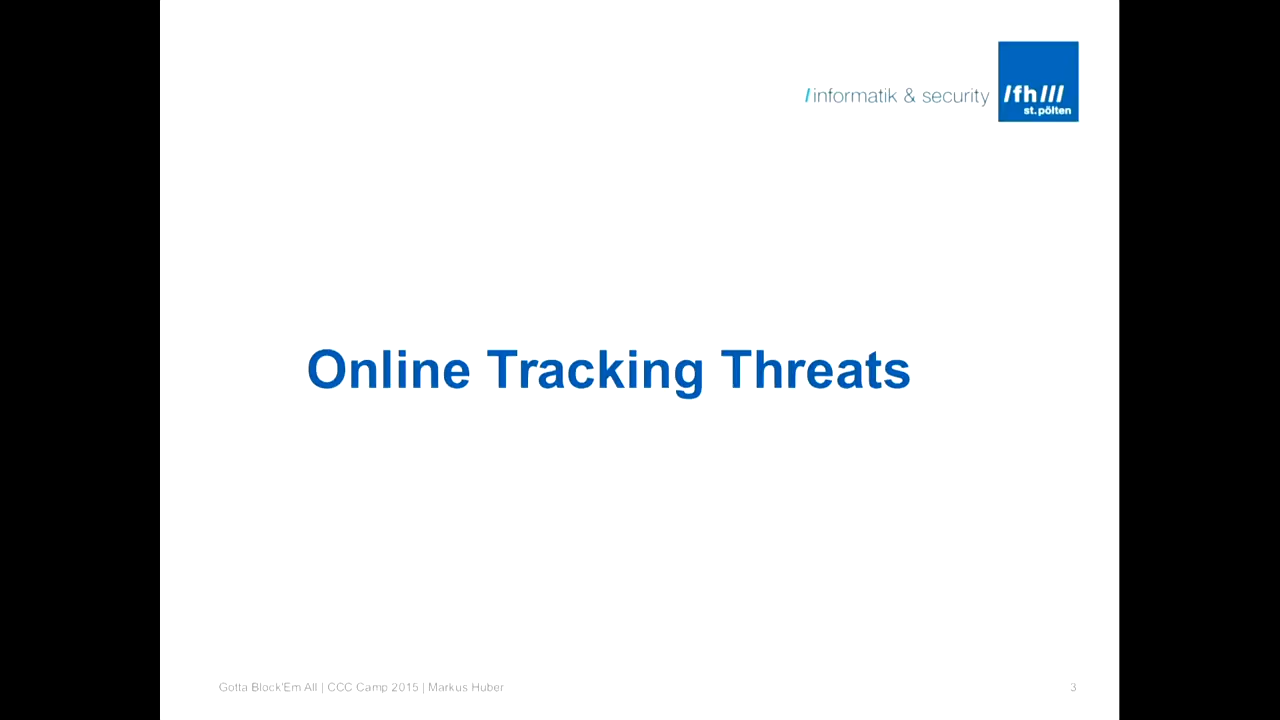 /informatik & security
/fh///
st.pölten
Online Tracking Threats
Gotta Block'Em All | CCC Camp 2015 | Markus Huber
3